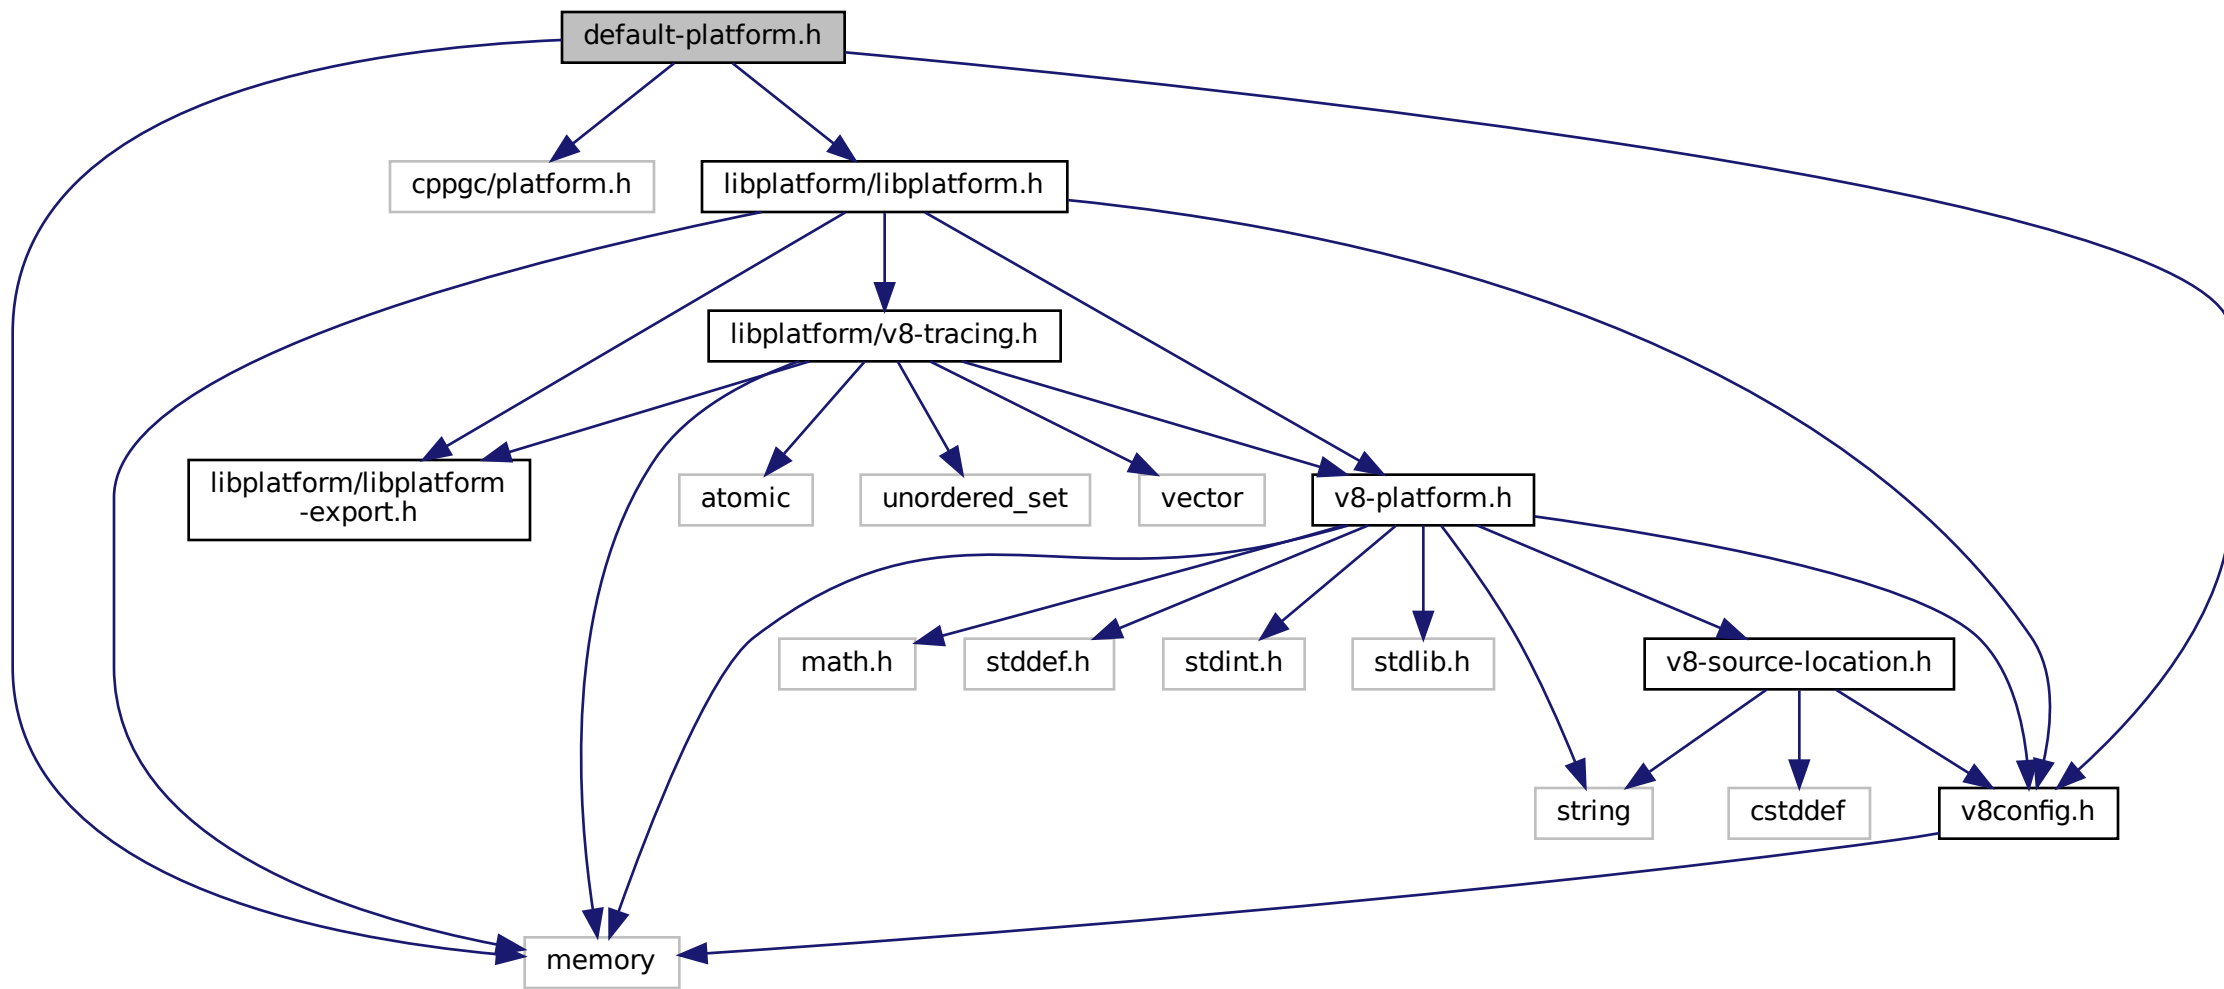 default-platform.h
cppgc/platform.h
libplatform/libplatform.h
libplatform/v8-tracing.h
libplatform/libplatform
-export.h
atomic
unordered_set
vector
v8-platform.h
math.h
stddef.h
stdint.h
stdlib.h
v8-source-location.h
string
cstddef
v8config.h
memory